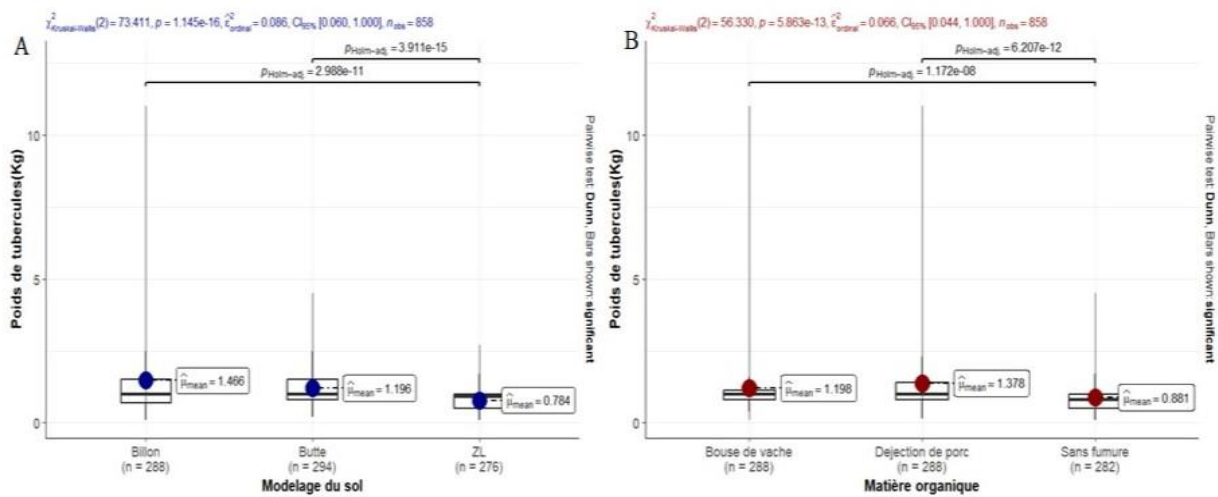 χ²Kruskal-Wallis(2) = 73.411, p = 1.145e-16, ε̂²ordinal = 0.086, CI95% [0.060, 1.000], nobs = 858
A
pHolm-adj. = 3.911e-15
pHolm-adj. = 2.988e-11
Poids de tubercules(Kg)
10
5
0
μ̂mean = 1.466
μ̂mean = 1.196
μ̂mean = 0.784
Billon
(n = 288)
Butte
(n = 294)
ZL
(n = 276)
Modelage du sol
Pairwise test: Dunn, Bars shown: significant
χ²Kruskal-Wallis(2) = 56.330, p = 5.863e-13, ε̂²ordinal = 0.066, CI95% [0.044, 1.000], nobs = 858
B
pHolm-adj. = 6.207e-12
pHolm-adj. = 1.172e-08
Poids de tubercules(Kg)
10
5
0
μ̂mean = 1.198
μ̂mean = 1.378
μ̂mean = 0.881
Bouse de vache
(n = 288)
Dejection de porc
(n = 288)
Sans fumure
(n = 282)
Matière organique
Pairwise test: Dunn, Bars shown: significant